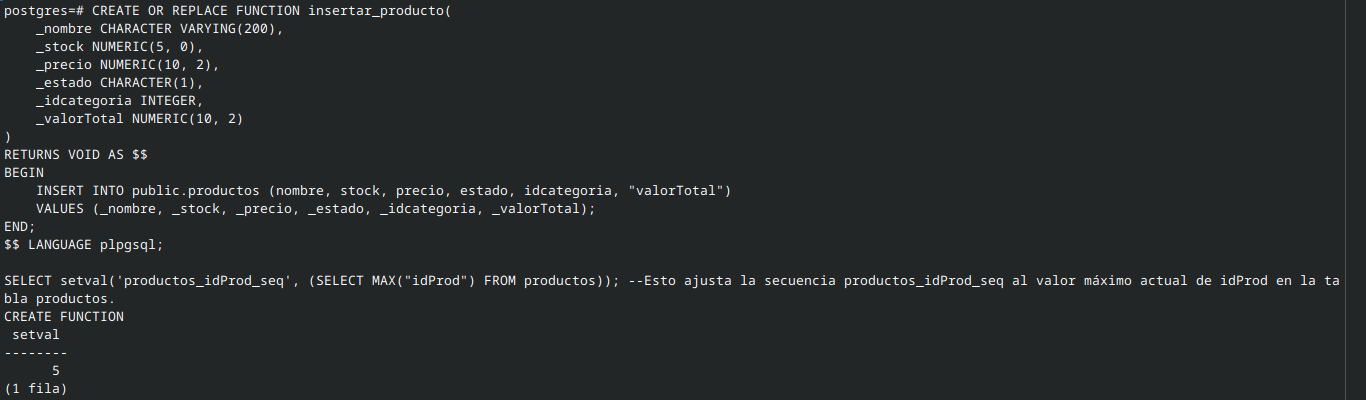 postgres=# CREATE OR REPLACE FUNCTION insertar_producto(
    _nombre CHARACTER VARYING(200),
    _stock NUMERIC(5, 0),
    _precio NUMERIC(10, 2),
    _estado CHARACTER(1),
    _idcategoria INTEGER,
    _valorTotal NUMERIC(10, 2)
)
RETURNS VOID AS $$
BEGIN
    INSERT INTO public.productos (nombre, stock, precio, estado, idcategoria, "valorTotal")
    VALUES (_nombre, _stock, _precio, _estado, _idcategoria, _valorTotal);
END;
$$ LANGUAGE plpgsql;

SELECT setval('productos_idProd_seq', (SELECT MAX("idProd") FROM productos)); --Esto ajusta la secuencia productos_idProd_seq al valor máximo actual de idProd en la ta
bla productos.
CREATE FUNCTION
 setval
--------
      5
(1 fila)